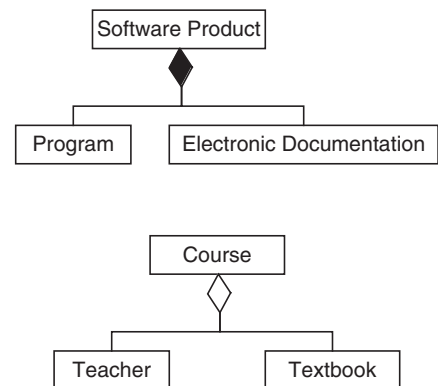 Software Product
Program Electronic Documentation
Course
Teacher Textbook